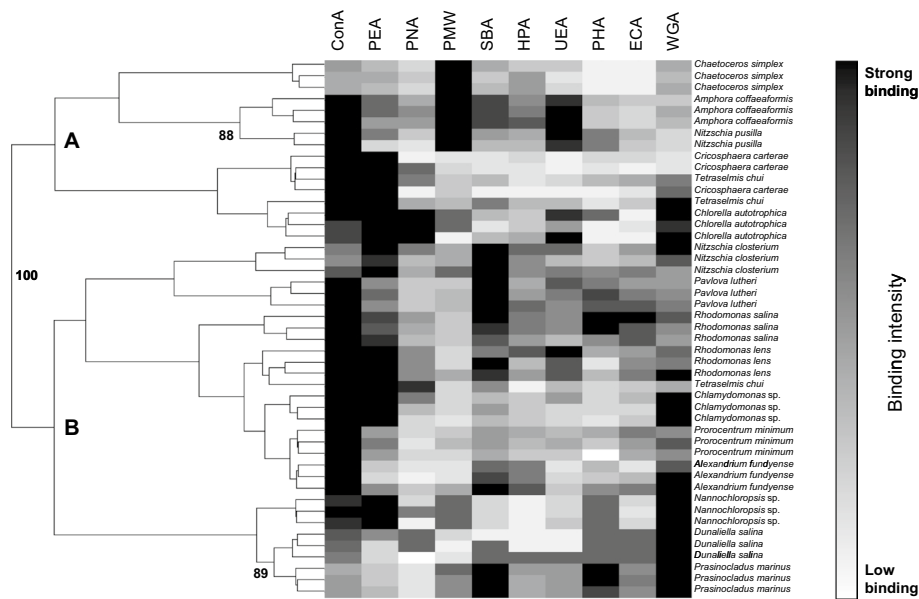 ConA PEA PNA PMW SBA HPA UEA PHA ECA WGA
Chaetoceros simplex
Chaetoceros simplex
Chaetoceros simplex
Amphora coffaeaformis
Amphora coffaeaformis
Amphora coffaeaformis
Nitzschia pusilla
Nitzschia pusilla
Cricosphaera carterae
Cricosphaera carterae
Tetraselmis chui
Cricosphaera carterae
Tetraselmis chui
Chlorella autotrophica
Chlorella autotrophica
Chlorella autotrophica
Nitzschia closterium
Nitzschia closterium
Nitzschia closterium
Pavlova lutheri
Pavlova lutheri
Pavlova lutheri
Rhodomonas salina
Rhodomonas salina
Rhodomonas salina
Rhodomonas lens
Rhodomonas lens
Rhodomonas lens
Tetraselmis chui
Chlamydomonas sp.
Chlamydomonas sp.
Chlamydomonas sp.
Prorocentrum minimum
Prorocentrum minimum
Prorocentrum minimum
Alexandrium fundyense
Alexandrium fundyense
Alexandrium fundyense
Nannochloropsis sp.
Nannochloropsis sp.
Nannochloropsis sp.
Dunaliella salina
Dunaliella salina
Dunaliella salina
Prasinocladus marinus
Prasinocladus marinus
Prasinocladus marinus
A
88
100
B
89
Strong
binding
Binding intensity
Low
binding